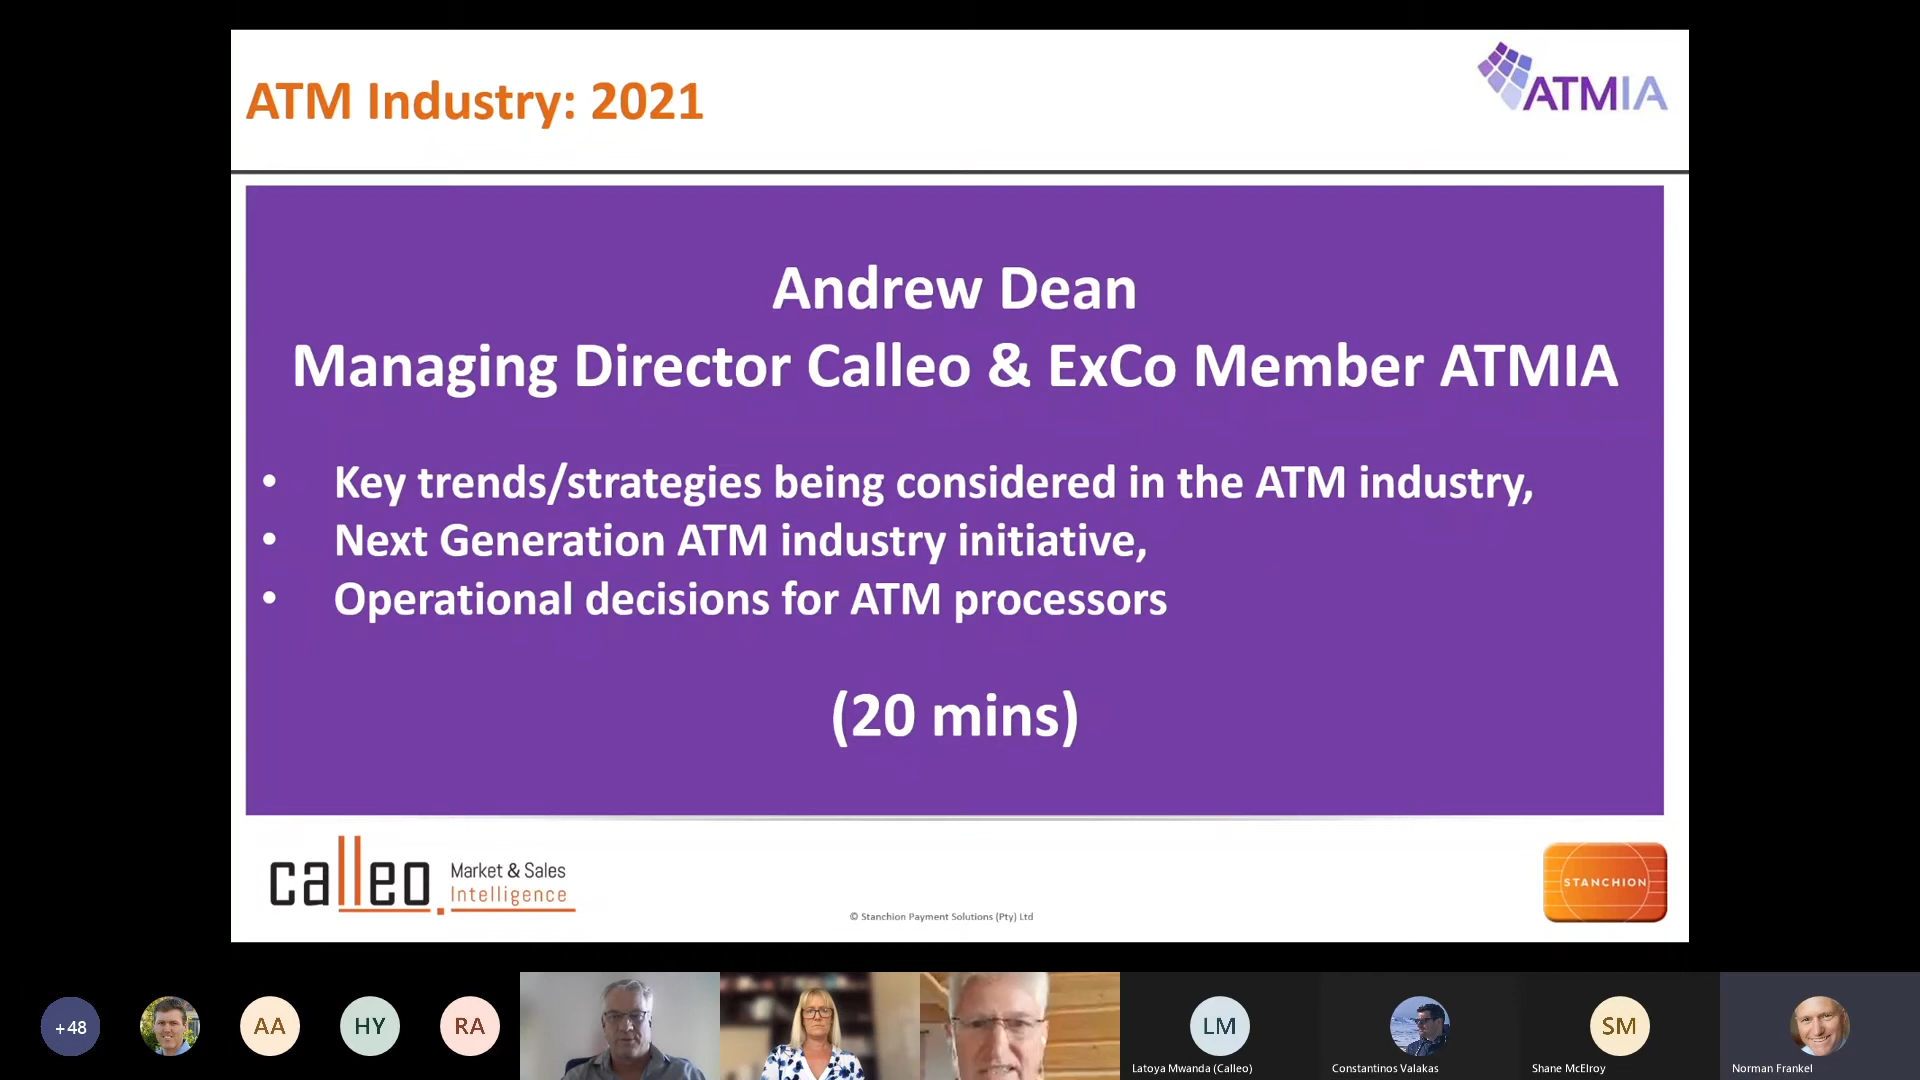 ATM Industry: 2021
ATMIA
Andrew Dean
Managing Director Calleo & ExCo Member ATMIA
• Key trends/strategies being considered in the ATM industry,
• Next Generation ATM industry initiative,
• Operational decisions for ATM processors
(20 mins)
calleo.
Market & Sales
Intelligence
© Stanchion Payment Solutions (Pty) Ltd
STANCHION
+48
AA
HY
RA
LM
SM
Latoya Mwanda (Calleo)
Constantinos Valakas
Shane McElroy
Norman Frankel